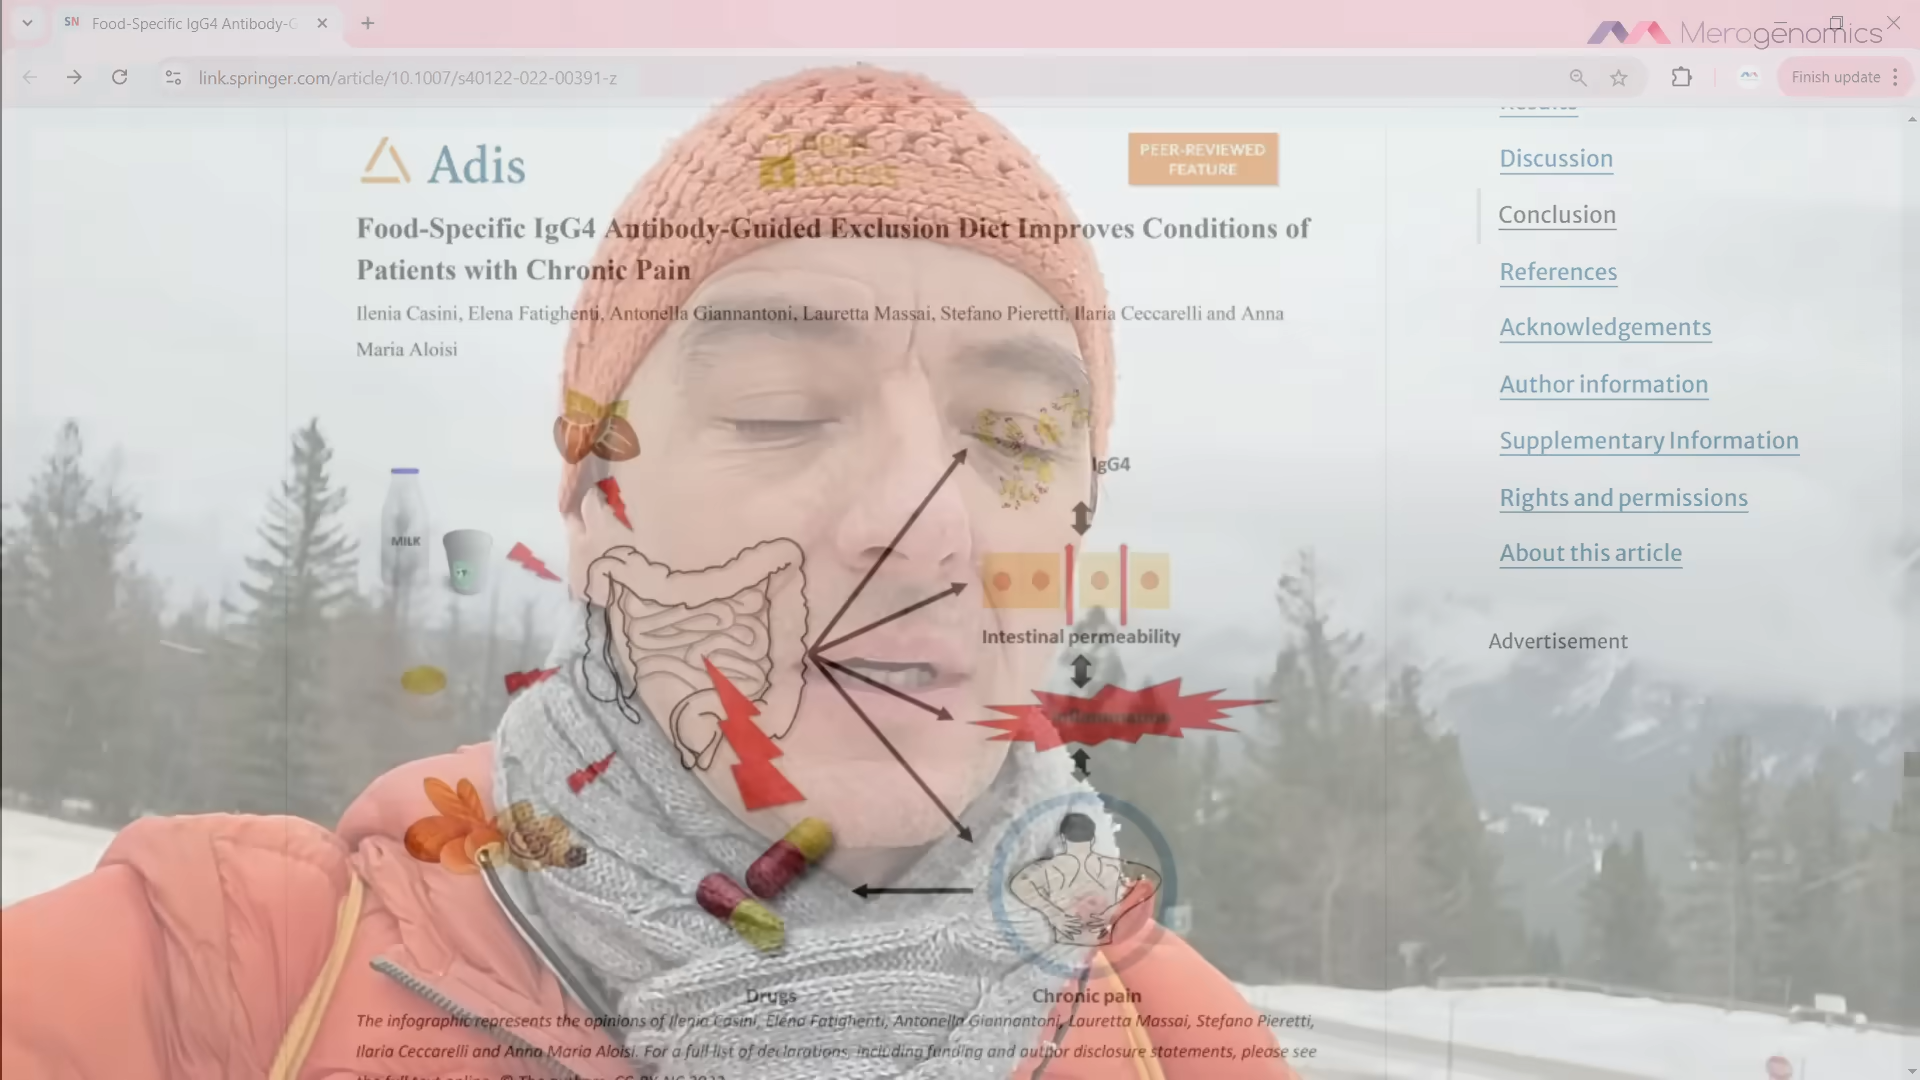 SN Food-Specific IgG4 Antibody-G
Merogenomics
link.springer.com/article/10.1007/s40122-022-00391-z
Finish update
Results
Adis
OPEN ACCESS
PEER-REVIEWED
FEATURE
Discussion
Conclusion
Food-Specific IgG4 Antibody-Guided Exclusion Diet Improves Conditions of
Patients with Chronic Pain
References
Ilenia Casini, Elena Fatighenti, Antonella Giannantoni, Lauretta Massai, Stefano Pieretti, Ilaria Ceccarelli and Anna
Maria Aloisi
Acknowledgements
Author information
Supplementary Information
Rights and permissions
About this article
Advertisement
IgG4
MILK
Intestinal permeability
Inflammation
Drugs
Chronic pain
The infographic represents the opinions of Ilenia Casini, Elena Fatighenti, Antonella Giannantoni, Lauretta Massai, Stefano Pieretti,
Ilaria Ceccarelli and Anna Maria Aloisi. For a full list of declarations, including funding and author disclosure statements, please see